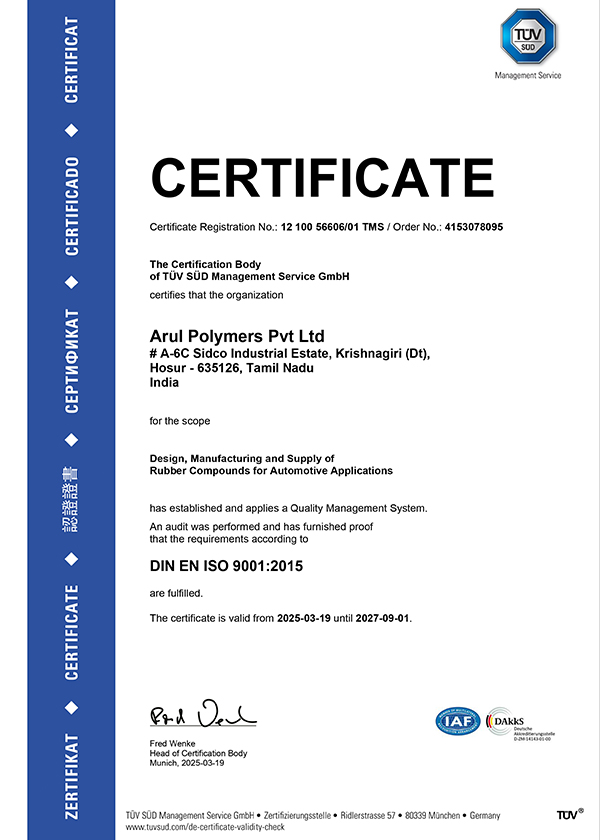 TÜV
SÜD
Management Service
ZERTIFIKAT ◆ CERTIFICATE ◆ 認證證書 ◆ СЕРТИФИКАТ ◆ CERTIFICADO ◆ CERTIFICAT
CERTIFICATE
Certificate Registration No.: 12 100 56606/01 TMS / Order No.: 4153078095
The Certification Body
of TÜV SÜD Management Service GmbH
certifies that the organization
Arul Polymers Pvt Ltd
# A-6C Sidco Industrial Estate, Krishnagiri (Dt),
Hosur - 635126, Tamil Nadu
India
for the scope
Design, Manufacturing and Supply of
Rubber Compounds for Automotive Applications
has established and applies a Quality Management System.
An audit was performed and has furnished proof
that the requirements according to
DIN EN ISO 9001:2015
are fulfilled.
The certificate is valid from 2025-03-19 until 2027-09-01.
Fred Wenke
Head of Certification Body
Munich, 2025-03-19
IAF
DAkkS
Deutsche
Akkreditierungsstelle
D-ZM-14143-01-00
TÜV SÜD Management Service GmbH • Zertifizierungsstelle • Ridlerstrasse 57 • 80339 München • Germany
www.tuvsud.com/de-certificate-validity-check
TÜV®